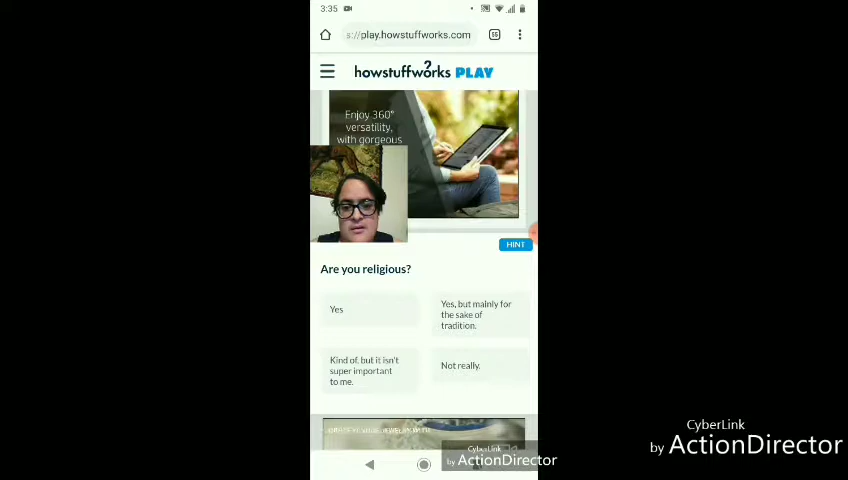 3:35
s://play.howstuffworks.com
55
howstuffworks PLAY
Enjoy 360°
versatility,
with gorgeous
HINT
Are you religious?
Yes
Yes, but mainly for
the sake of
tradition.
Kind of, but it isn't
super important
to me.
Not really.
CyberLink
by ActionDirector
CyberLink
by ActionDirector